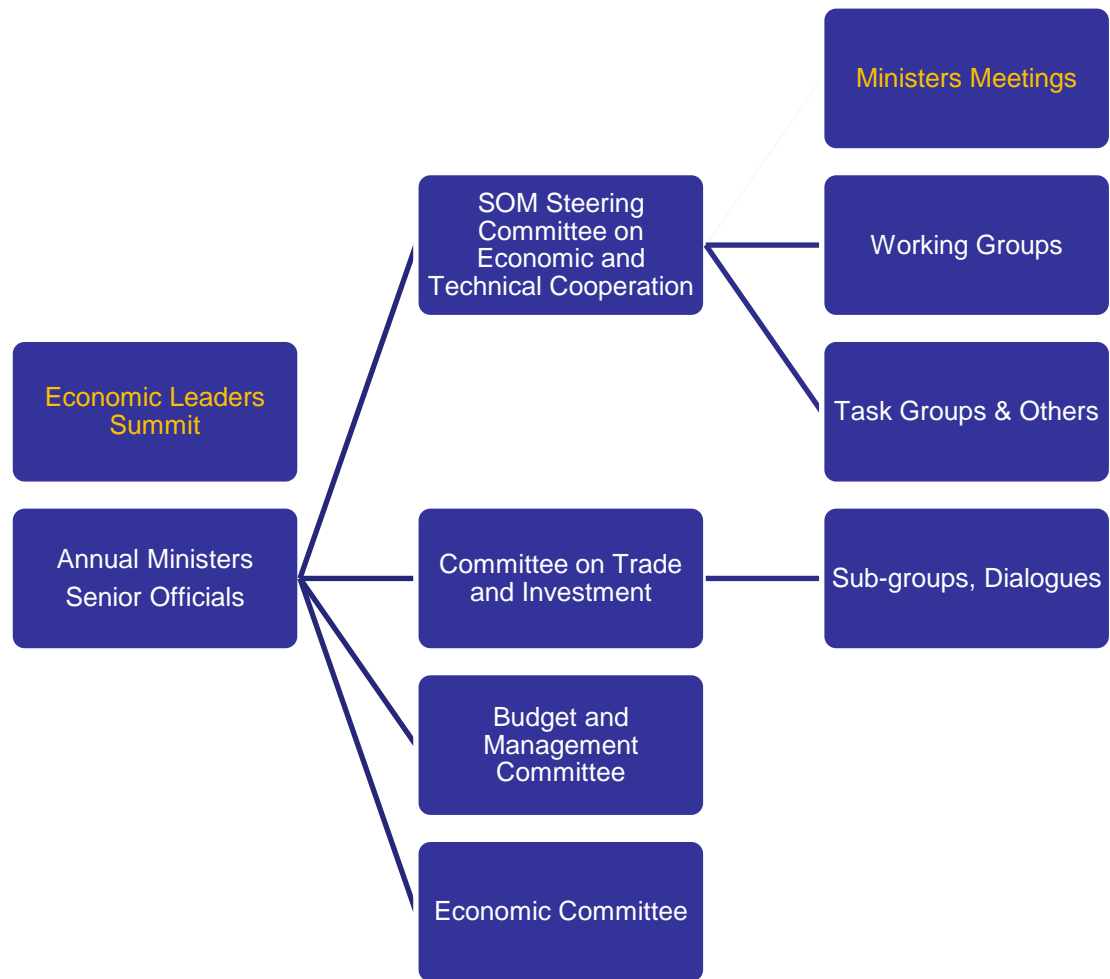 Economic Leaders
Summit
Annual Ministers
Senior Officials
SOM Steering
Committee on
Economic and
Technical Cooperation
Ministers Meetings
Working Groups
Task Groups & Others
Committee on Trade
and Investment
Sub-groups, Dialogues
Budget and
Management
Committee
Economic Committee